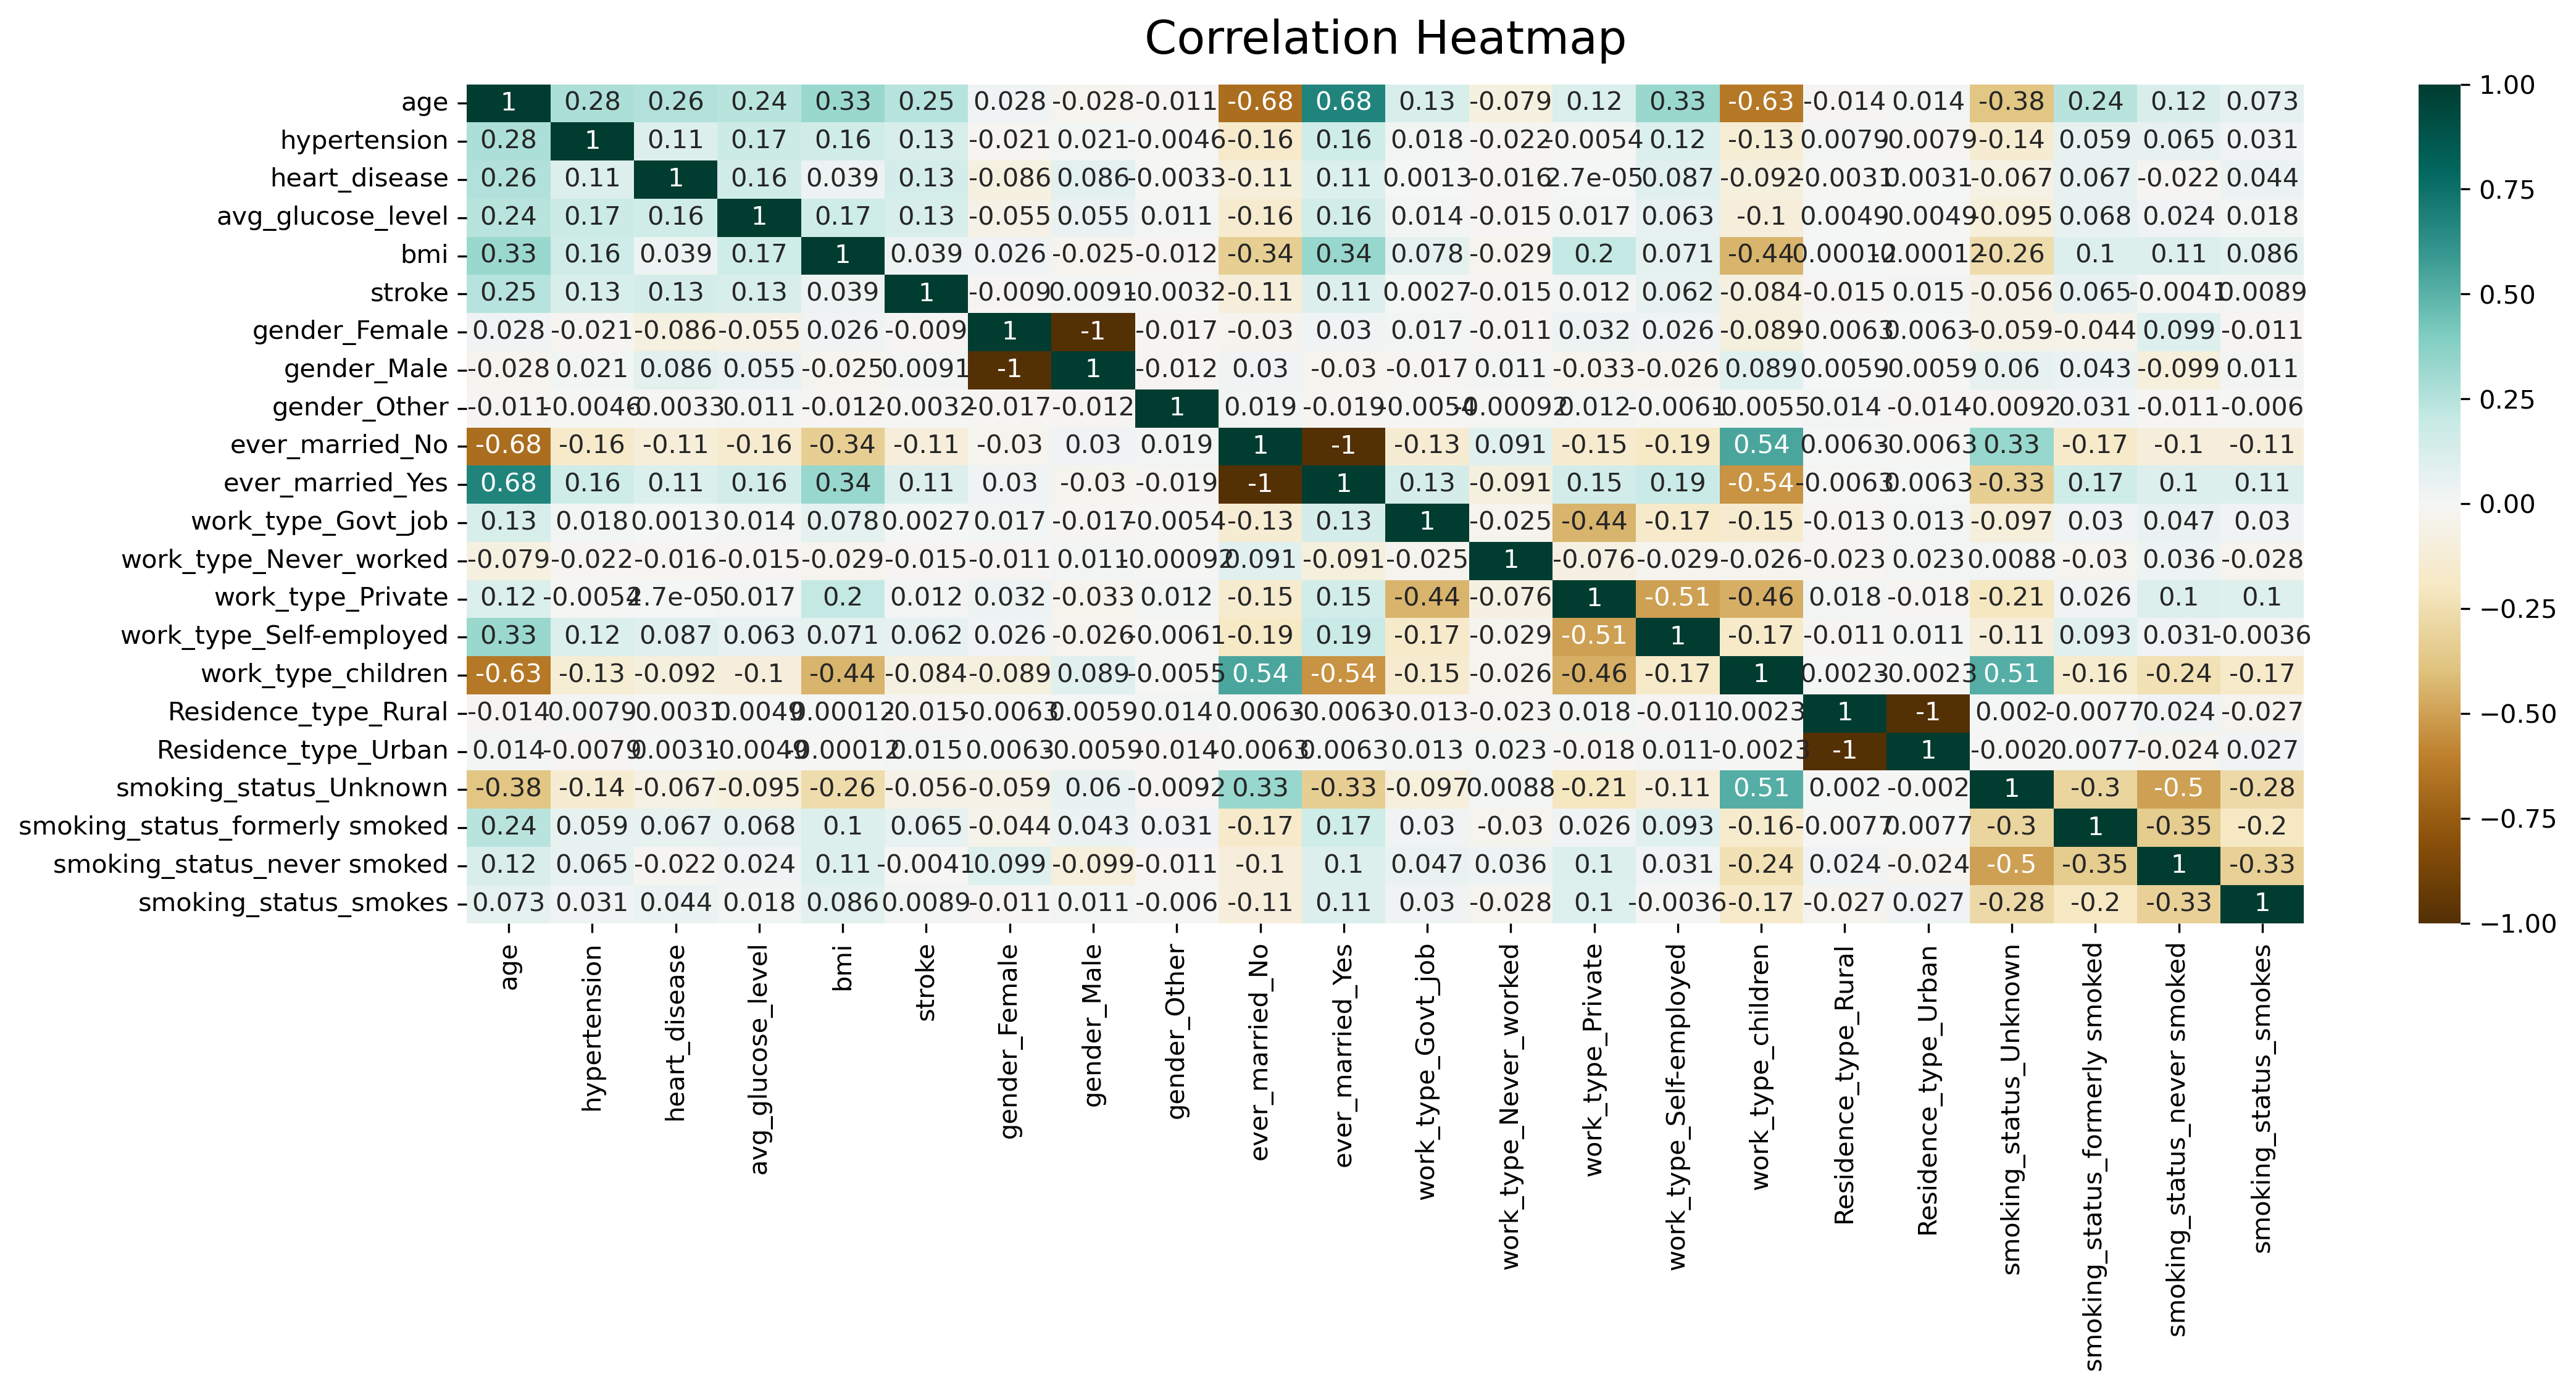 Correlation Heatmap
age 1 0.28 0.26 0.24 0.33 0.25 0.028 -0.028 -0.011 -0.68 0.68 0.13 -0.079 0.12 0.33 -0.63 -0.014 0.014 -0.38 0.24 0.12 0.073
hypertension 0.28 1 0.11 0.17 0.16 0.13 -0.021 0.021 -0.0046 -0.16 0.16 0.018 -0.022 -0.0054 0.12 -0.13 0.0079 -0.0079 -0.14 0.059 0.065 0.031
heart_disease 0.26 0.11 1 0.16 0.039 0.13 -0.086 0.086 -0.0033 -0.11 0.11 0.0013 -0.016 2.7e-05 0.087 -0.092 -0.0031 0.0031 -0.067 0.067 -0.022 0.044
avg_glucose_level 0.24 0.17 0.16 1 0.17 0.13 -0.055 0.055 0.011 -0.16 0.16 0.014 -0.015 0.017 0.063 -0.1 0.0049 -0.0049 -0.095 0.068 0.024 0.018
bmi 0.33 0.16 0.039 0.17 1 0.039 0.026 -0.025 -0.012 -0.34 0.34 0.078 -0.029 0.2 0.071 -0.44 0.00012 -0.00012 -0.26 0.1 0.11 0.086
stroke 0.25 0.13 0.13 0.13 0.039 1 -0.009 0.0091 -0.0032 -0.11 0.11 0.0027 -0.015 0.012 0.062 -0.084 -0.015 0.015 -0.056 0.065 -0.0041 0.0089
gender_Female 0.028 -0.021 -0.086 -0.055 0.026 -0.009 1 -1 -0.017 -0.03 0.03 0.017 -0.011 0.032 0.026 -0.089 -0.0063 0.0063 -0.059 -0.044 0.099 -0.011
gender_Male -0.028 0.021 0.086 0.055 -0.025 0.0091 -1 1 -0.012 0.03 -0.03 -0.017 0.011 -0.033 -0.026 0.089 0.0059 -0.0059 0.06 0.043 -0.099 0.011
gender_Other -0.011 -0.0046 -0.0033 0.011 -0.012 -0.0032 -0.017 -0.012 1 0.019 -0.019 -0.0054 -0.00092 0.012 -0.0061 -0.0055 0.014 -0.014 -0.0092 0.031 -0.011 -0.006
ever_married_No -0.68 -0.16 -0.11 -0.16 -0.34 -0.11 -0.03 0.03 0.019 1 -1 -0.13 0.091 -0.15 -0.19 0.54 0.0063 -0.0063 0.33 -0.17 -0.1 -0.11
ever_married_Yes 0.68 0.16 0.11 0.16 0.34 0.11 0.03 -0.03 -0.019 -1 1 0.13 -0.091 0.15 0.19 -0.54 -0.0063 0.0063 -0.33 0.17 0.1 0.11
work_type_Govt_job 0.13 0.018 0.0013 0.014 0.078 0.0027 0.017 -0.017 -0.0054 -0.13 0.13 1 -0.025 -0.44 -0.17 -0.15 -0.013 0.013 -0.097 0.03 0.047 0.03
work_type_Never_worked -0.079 -0.022 -0.016 -0.015 -0.029 -0.015 -0.011 0.011 -0.00092 0.091 -0.091 -0.025 1 -0.076 -0.029 -0.026 -0.023 0.023 0.0088 -0.03 0.036 -0.028
work_type_Private 0.12 -0.0054 2.7e-05 0.017 0.2 0.012 0.032 -0.033 0.012 -0.15 0.15 -0.44 -0.076 1 -0.51 -0.46 0.018 -0.018 -0.21 0.026 0.1 0.1
work_type_Self-employed 0.33 0.12 0.087 0.063 0.071 0.062 0.026 -0.026 -0.0061 -0.19 0.19 -0.17 -0.029 -0.51 1 -0.17 -0.011 0.011 -0.11 0.093 0.031 -0.0036
work_type_children -0.63 -0.13 -0.092 -0.1 -0.44 -0.084 -0.089 0.089 -0.0055 0.54 -0.54 -0.15 -0.026 -0.46 -0.17 1 0.0023 -0.0023 0.51 -0.16 -0.24 -0.17
Residence_type_Rural -0.014 0.0079 -0.0031 0.0049 0.00012 -0.015 -0.0063 0.0059 0.014 0.0063 -0.0063 -0.013 -0.023 0.018 -0.011 0.0023 1 -1 0.002 -0.0077 0.024 -0.027
Residence_type_Urban 0.014 -0.0079 0.0031 -0.0049 -0.00012 0.015 0.0063 -0.0059 -0.014 -0.0063 0.0063 0.013 0.023 -0.018 0.011 -0.0023 -1 1 -0.002 0.0077 -0.024 0.027
smoking_status_Unknown -0.38 -0.14 -0.067 -0.095 -0.26 -0.056 -0.059 0.06 -0.0092 0.33 -0.33 -0.097 0.0088 -0.21 -0.11 0.51 0.002 -0.002 1 -0.3 -0.5 -0.28
smoking_status_formerly smoked 0.24 0.059 0.067 0.068 0.1 0.065 -0.044 0.043 0.031 -0.17 0.17 0.03 -0.03 0.026 0.093 -0.16 -0.0077 0.0077 -0.3 1 -0.35 -0.2
smoking_status_never smoked 0.12 0.065 -0.022 0.024 0.11 -0.0041 0.099 -0.099 -0.011 -0.1 0.1 0.047 0.036 0.1 0.031 -0.24 0.024 -0.024 -0.5 -0.35 1 -0.33
smoking_status_smokes 0.073 0.031 0.044 0.018 0.086 0.0089 -0.011 0.011 -0.006 -0.11 0.11 0.03 -0.028 0.1 -0.0036 -0.17 -0.027 0.027 -0.28 -0.2 -0.33 1
age
hypertension
heart_disease
avg_glucose_level
bmi
stroke
gender_Female
gender_Male
gender_Other
ever_married_No
ever_married_Yes
work_type_Govt_job
work_type_Never_worked
work_type_Private
work_type_Self-employed
work_type_children
Residence_type_Rural
Residence_type_Urban
smoking_status_Unknown
smoking_status_formerly smoked
smoking_status_never smoked
smoking_status_smokes
1.00
0.75
0.50
0.25
0.00
−0.25
−0.50
−0.75
−1.00